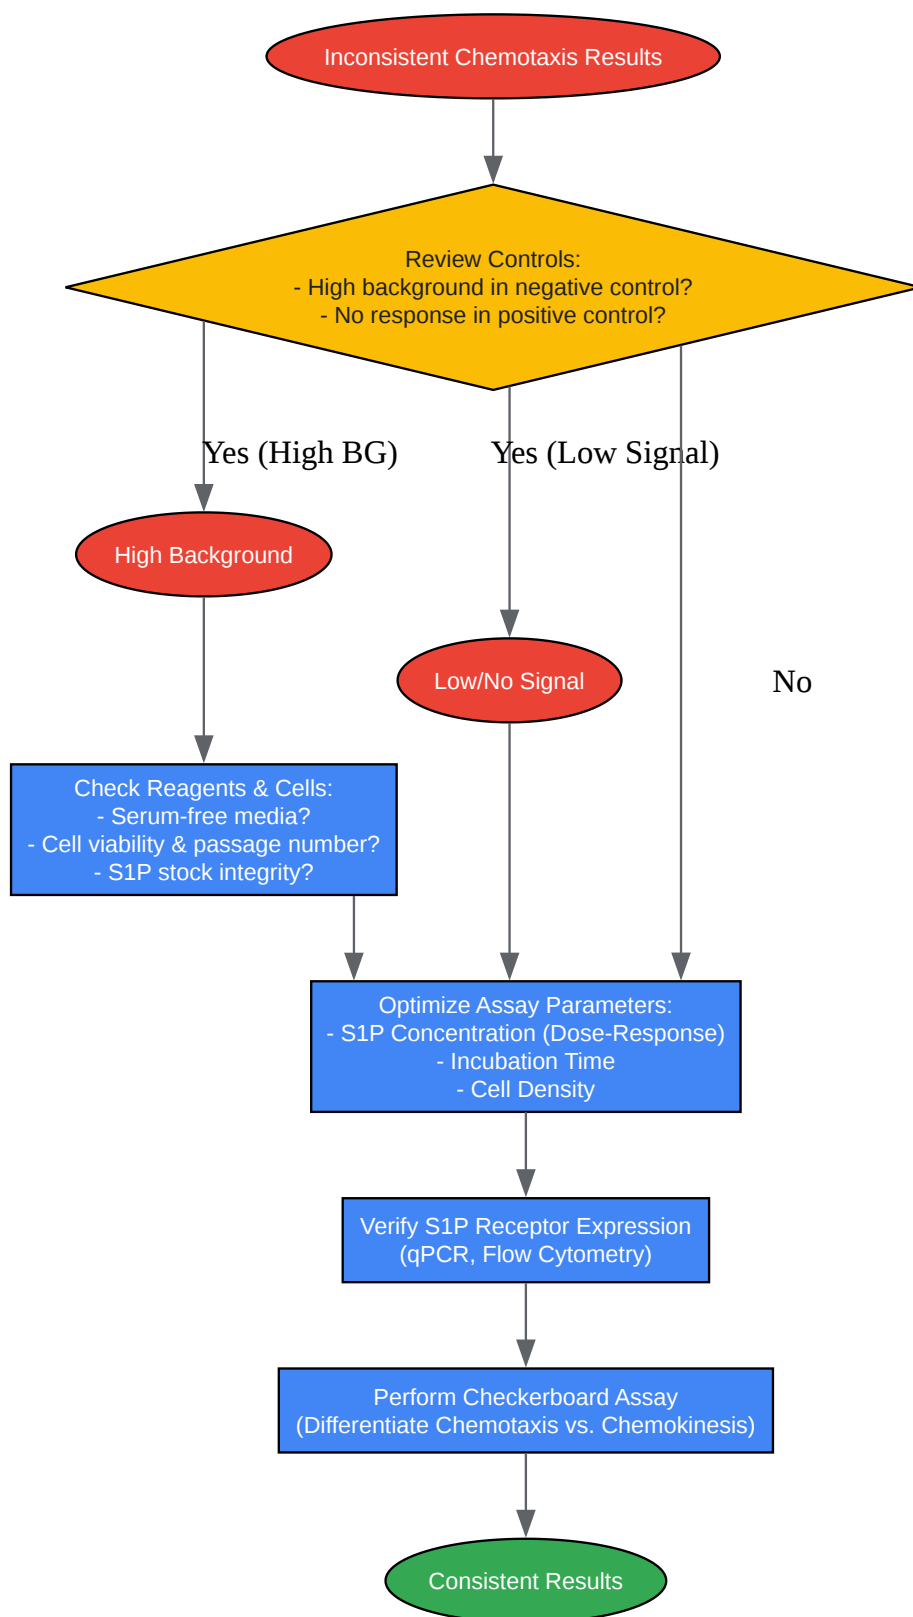 Inconsistent Chemotaxis Results
Review Controls:
- High background in negative control?
- No response in positive control?
Yes (High BG)
Yes (Low Signal)
High Background
Low/No Signal
No
Check Reagents & Cells:
- Serum-free media?
- Cell viability & passage number?
- S1P stock integrity?
Optimize Assay Parameters:
- S1P Concentration (Dose-Response)
- Incubation Time
- Cell Density
Verify S1P Receptor Expression
(qPCR, Flow Cytometry)
Perform Checkerboard Assay
(Differentiate Chemotaxis vs. Chemokinesis)
Consistent Results